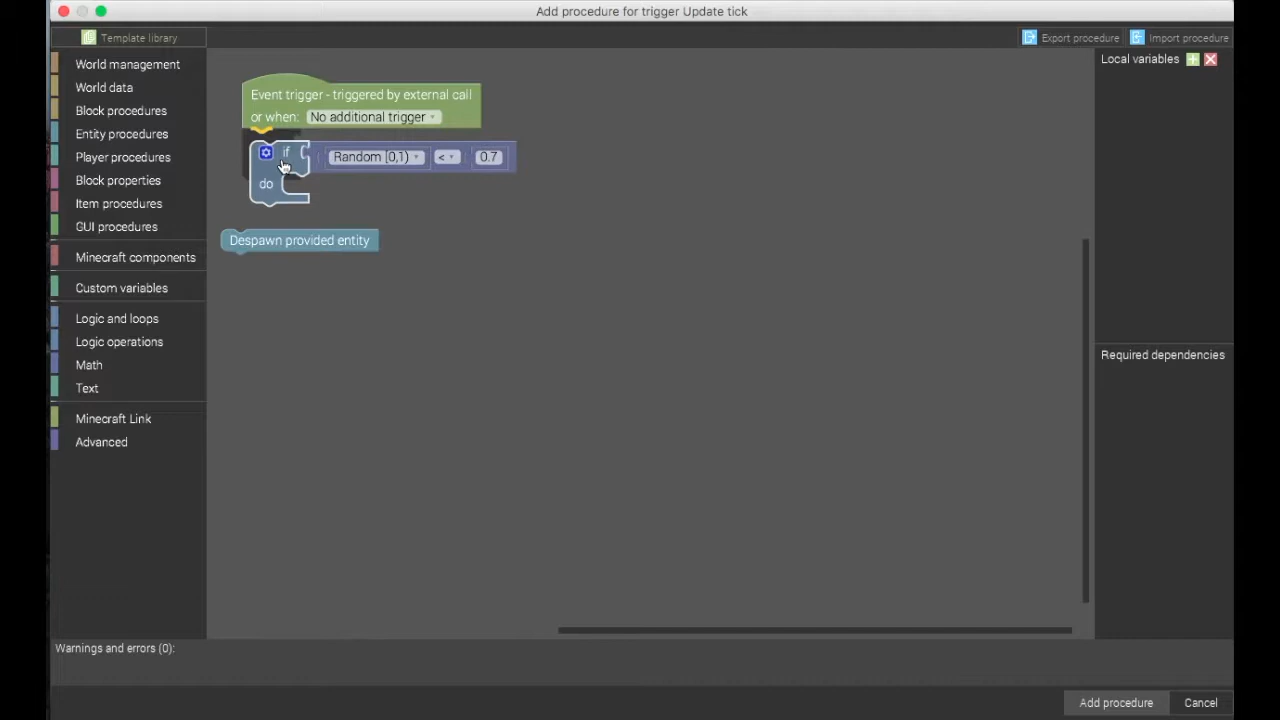 Add procedure for trigger Update tick
Template library
Export procedure
Import procedure
World management
World data
Block procedures
Entity procedures
Player procedures
Block properties
Item procedures
GUI procedures
Minecraft components
Custom variables
Logic and loops
Logic operations
Math
Text
Minecraft Link
Advanced
Event trigger - triggered by external call
or when: No additional trigger
if Random [0,1) < 0.7
do
Despawn provided entity
Local variables
Required dependencies
Warnings and errors (0):
Add procedure
Cancel